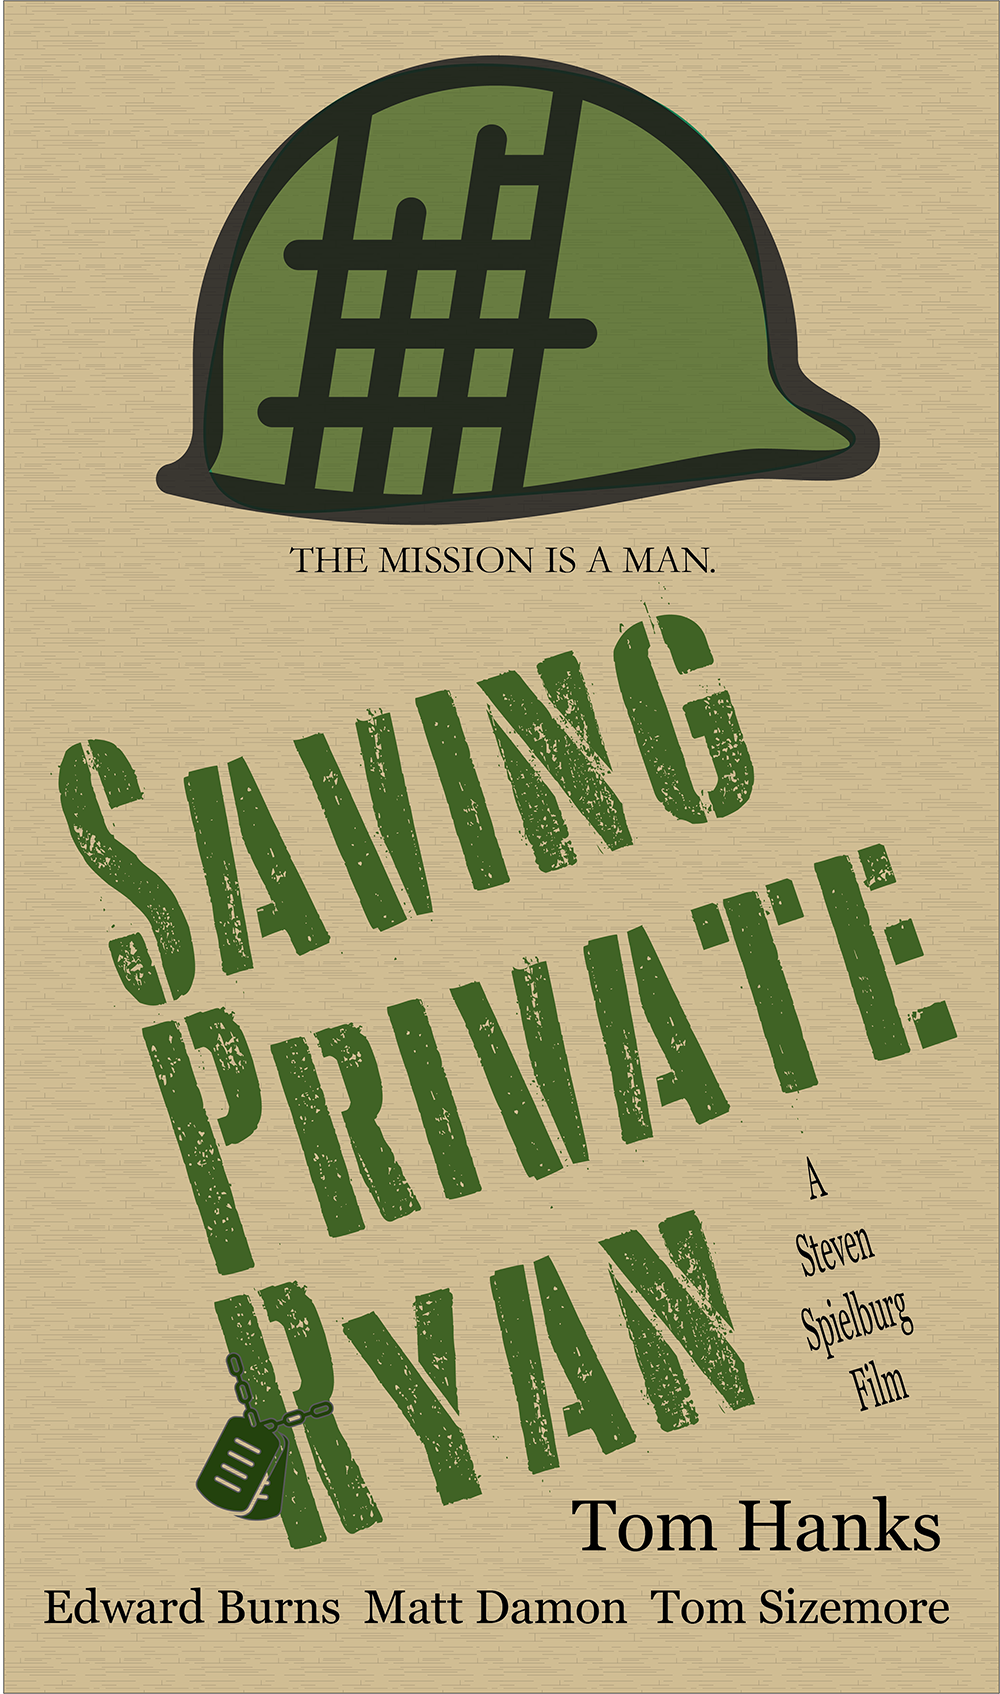 THE MISSION IS A MAN.
SAVING
PRIVATE
RYAN
A
Steven
Spielburg
Film
Tom Hanks
Edward Burns Matt Damon Tom Sizemore